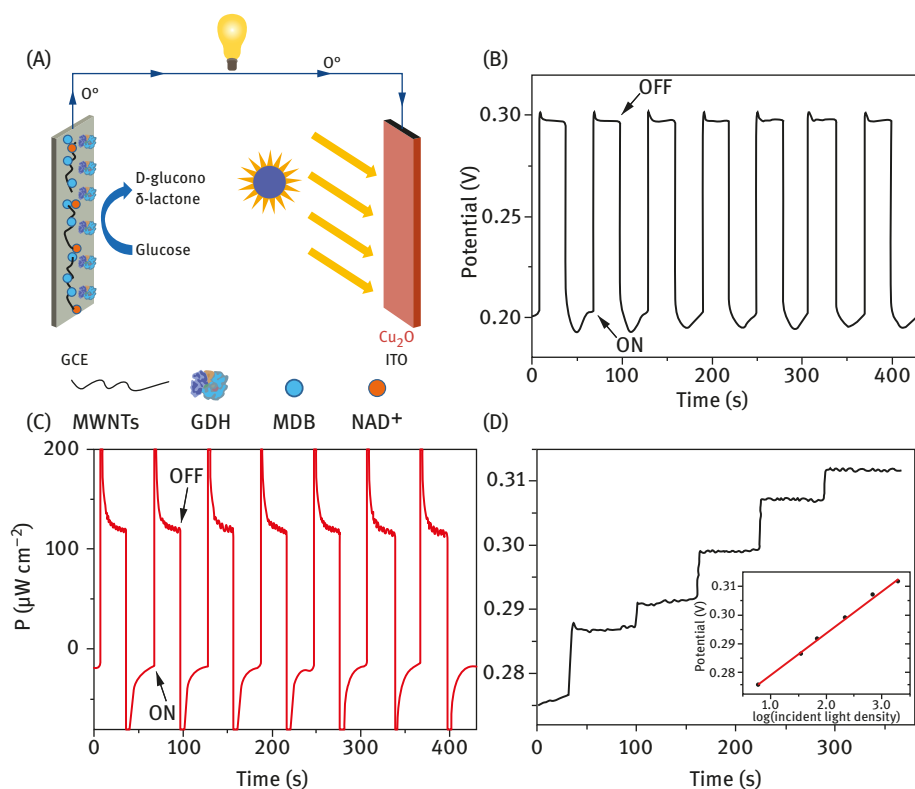 (A)
O°
O°
D-glucono
δ-lactone
Glucose
Cu₂O
GCE
ITO
MWNTs
GDH
MDB
NAD+
(B)
OFF
ON
Potential (V)
0.30
0.25
0.20
0
100
200
300
400
Time (s)
(C)
OFF
ON
P (µW cm⁻²)
200
100
0
0
100
200
300
400
Time (s)
(D)
0.31
0.30
0.29
0.28
0
100
200
300
Time (s)
Potential (V)
0.31
0.30
0.29
0.28
1.0
2.0
3.0
log(incident light density)